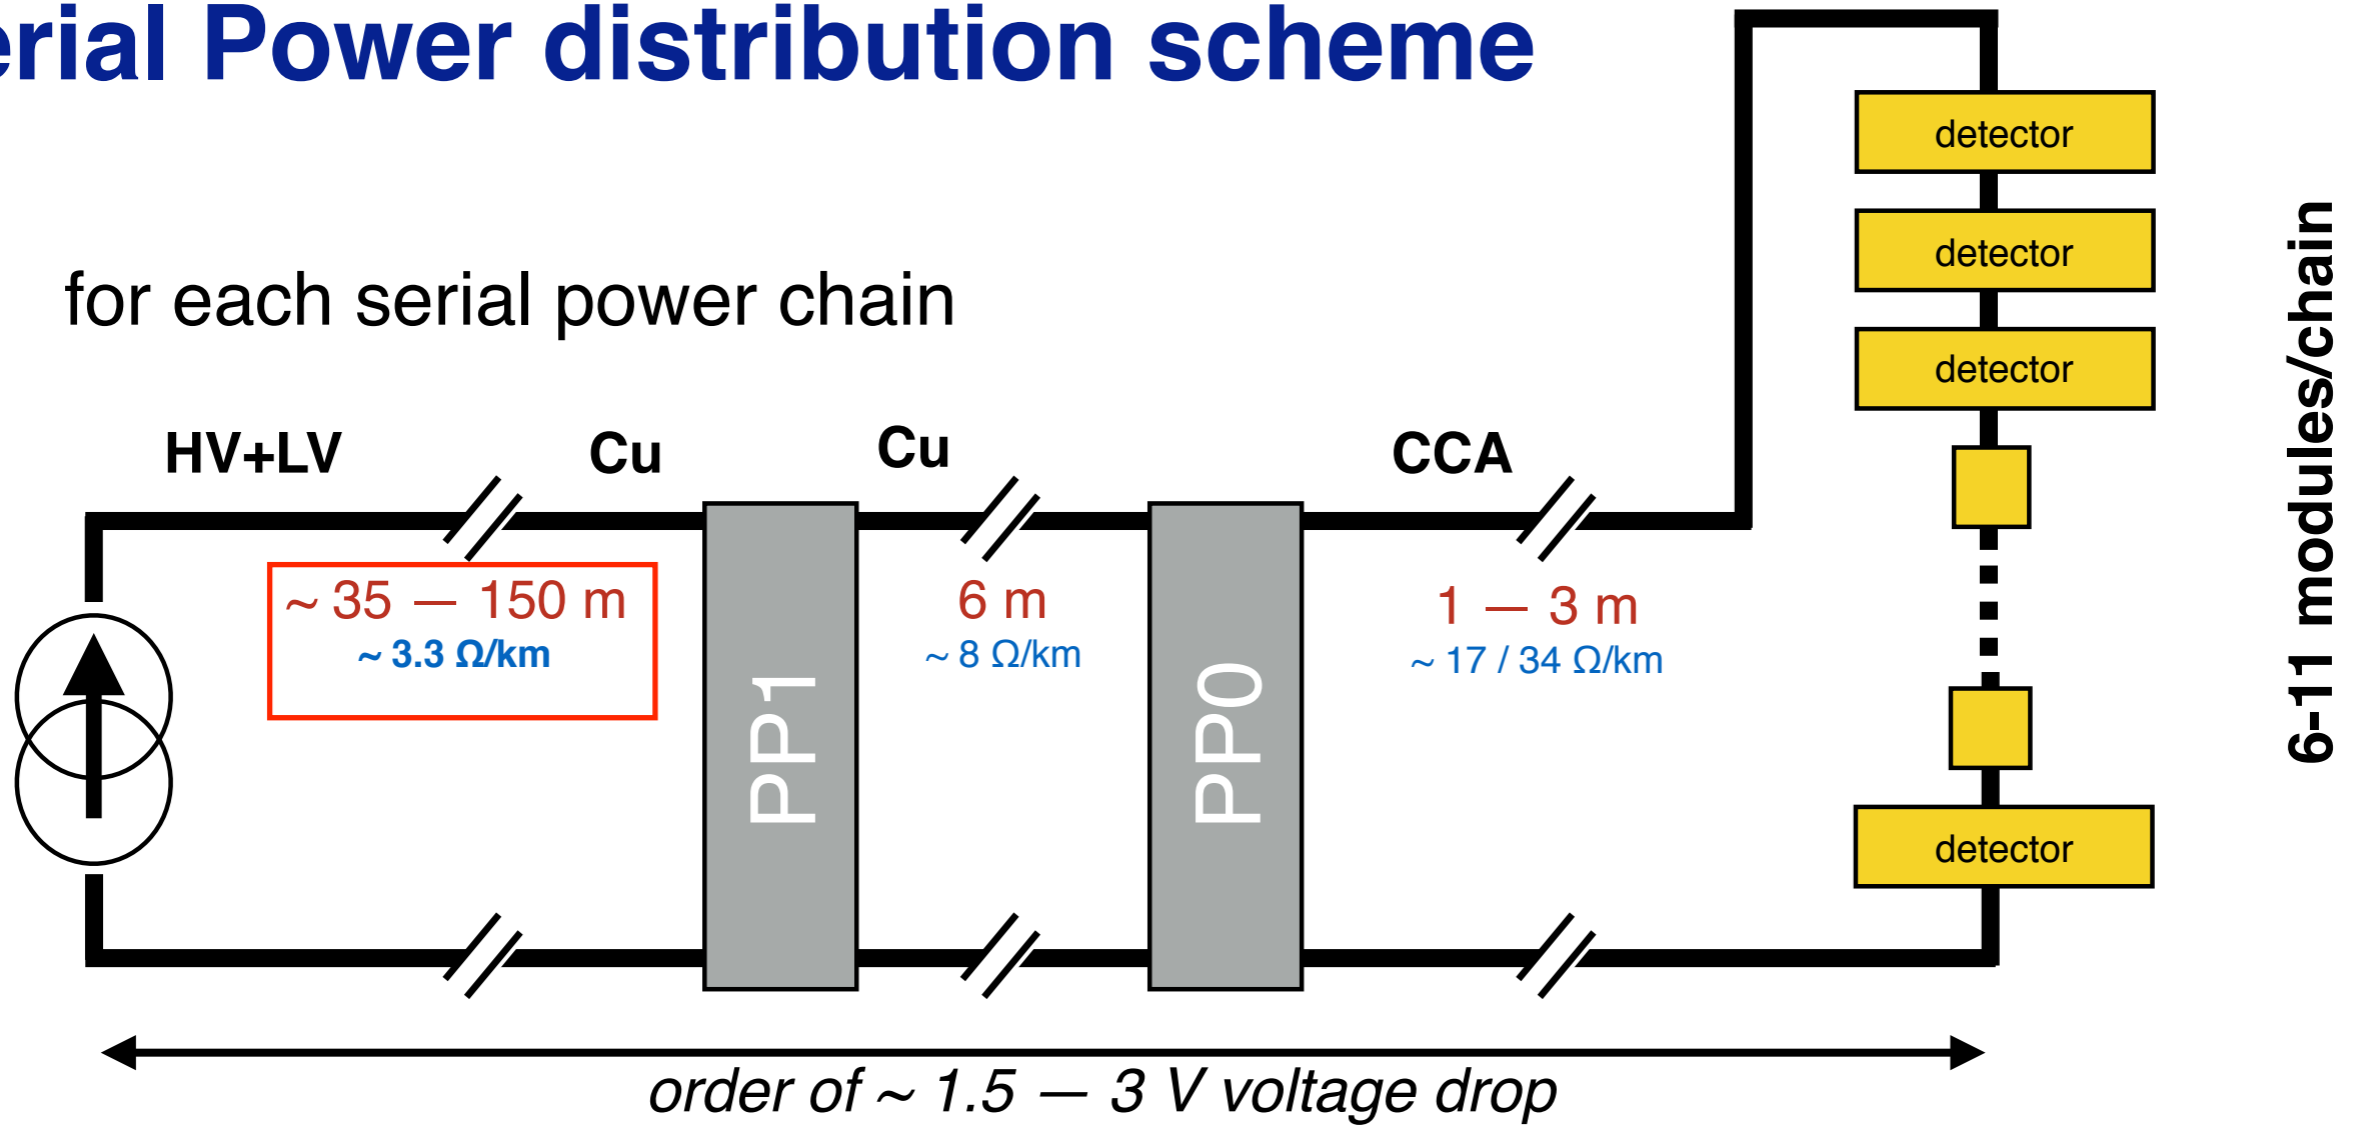 erial Power distribution scheme
for each serial power chain
HV+LV
Cu
Cu
CCA
~ 35 — 150 m
~ 3.3 Ω/km
6 m
~ 8 Ω/km
1 — 3 m
~ 17 / 34 Ω/km
PP1
PP0
detector
detector
detector
detector
6-11 modules/chain
order of ~ 1.5 — 3 V voltage drop